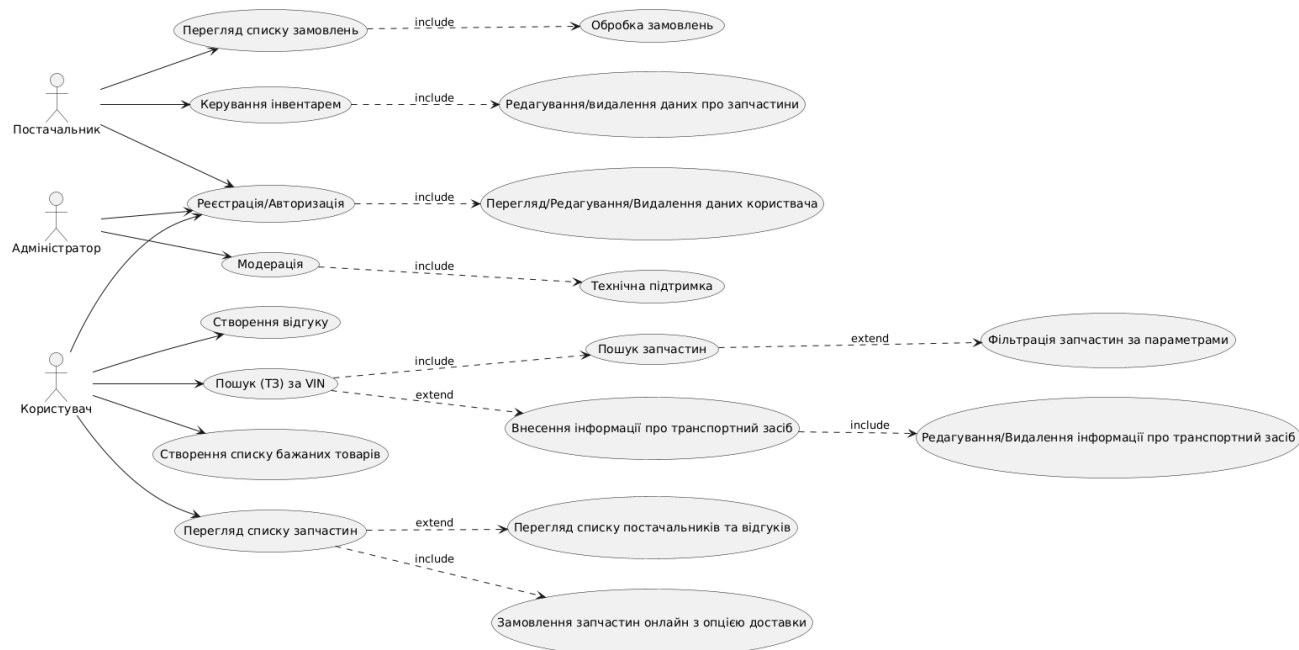 Перегляд списку замовлень
include
Обробка замовлень
Постачальник
Керування інвентарем
include
Редагування/видалення даних про запчастини
Реєстрація/Авторизація
include
Перегляд/Редагування/Видалення даних користвача
Адміністратор
Модерація
include
Технічна підтримка
Створення відгуку
Користувач
Пошук (ТЗ) за VIN
include
Пошук запчастин
extend
Фільтрація запчастин за параметрами
extend
Внесення інформації про транспортний засіб
include
Редагування/Видалення інформації про транспортний засіб
Створення списку бажаних товарів
Перегляд списку запчастин
extend
Перегляд списку постачальників та відгуків
include
Замовлення запчастин онлайн з опцією доставки